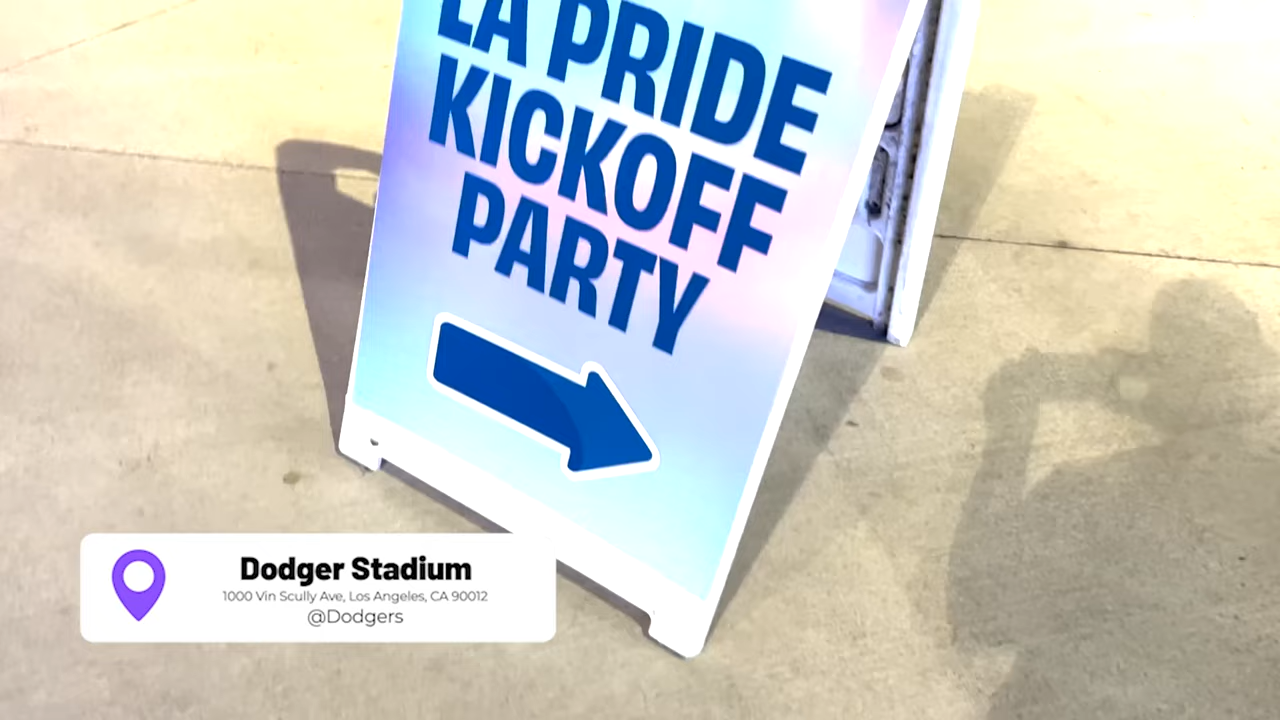 LA PRIDE
KICKOFF
PARTY
Dodger Stadium
1000 Vin Scully Ave, Los Angeles, CA 90012
@Dodgers